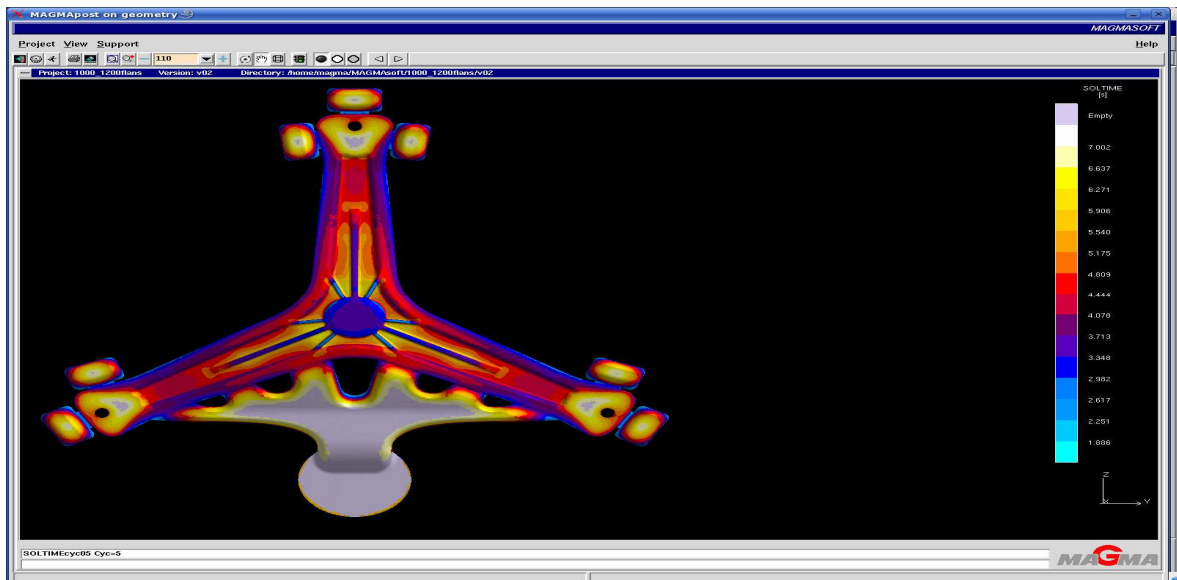 MAGMApost on geometry
MAGMASOFT
Project View Support Help
110
Project: 1000_1200flans Version: v02 Directory: /home/magma/MAGMAsoft/1000_1200flans/v02
SOLTIME
[s]
Empty
7.002
6.637
6.271
5.906
5.540
5.175
4.809
4.444
4.078
3.713
3.348
2.982
2.617
2.251
1.886
Z
X
Y
SOLTIMEcyc05 Cyc=5
MAGMA